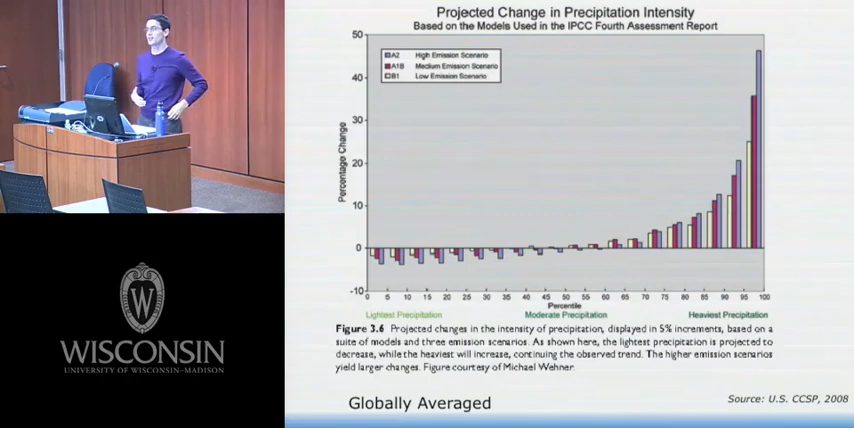 Projected Change in Precipitation Intensity
Based on the Models Used in the IPCC Fourth Assessment Report
50
A2 High Emission Scenario
A1B Medium Emission Scenario
B1 Low Emission Scenario
40
30
20
10
0
-10
Percentage Change
0 5 10 15 20 25 30 35 40 45 50 55 60 65 70 75 80 85 90 95 100
Percentile
Lightest Precipitation Moderate Precipitation Heaviest Precipitation
Figure 3.6 Projected changes in the intensity of precipitation, displayed in 5% increments, based on a
suite of models and three emission scenarios. As shown here, the lightest precipitation is projected to
decrease, while the heaviest will increase, continuing the observed trend. The higher emission scenarios
yield larger changes. Figure courtesy of Michael Wehner.
Globally Averaged
Source: U.S. CCSP, 2008
W
WISCONSIN
UNIVERSITY OF WISCONSIN–MADISON